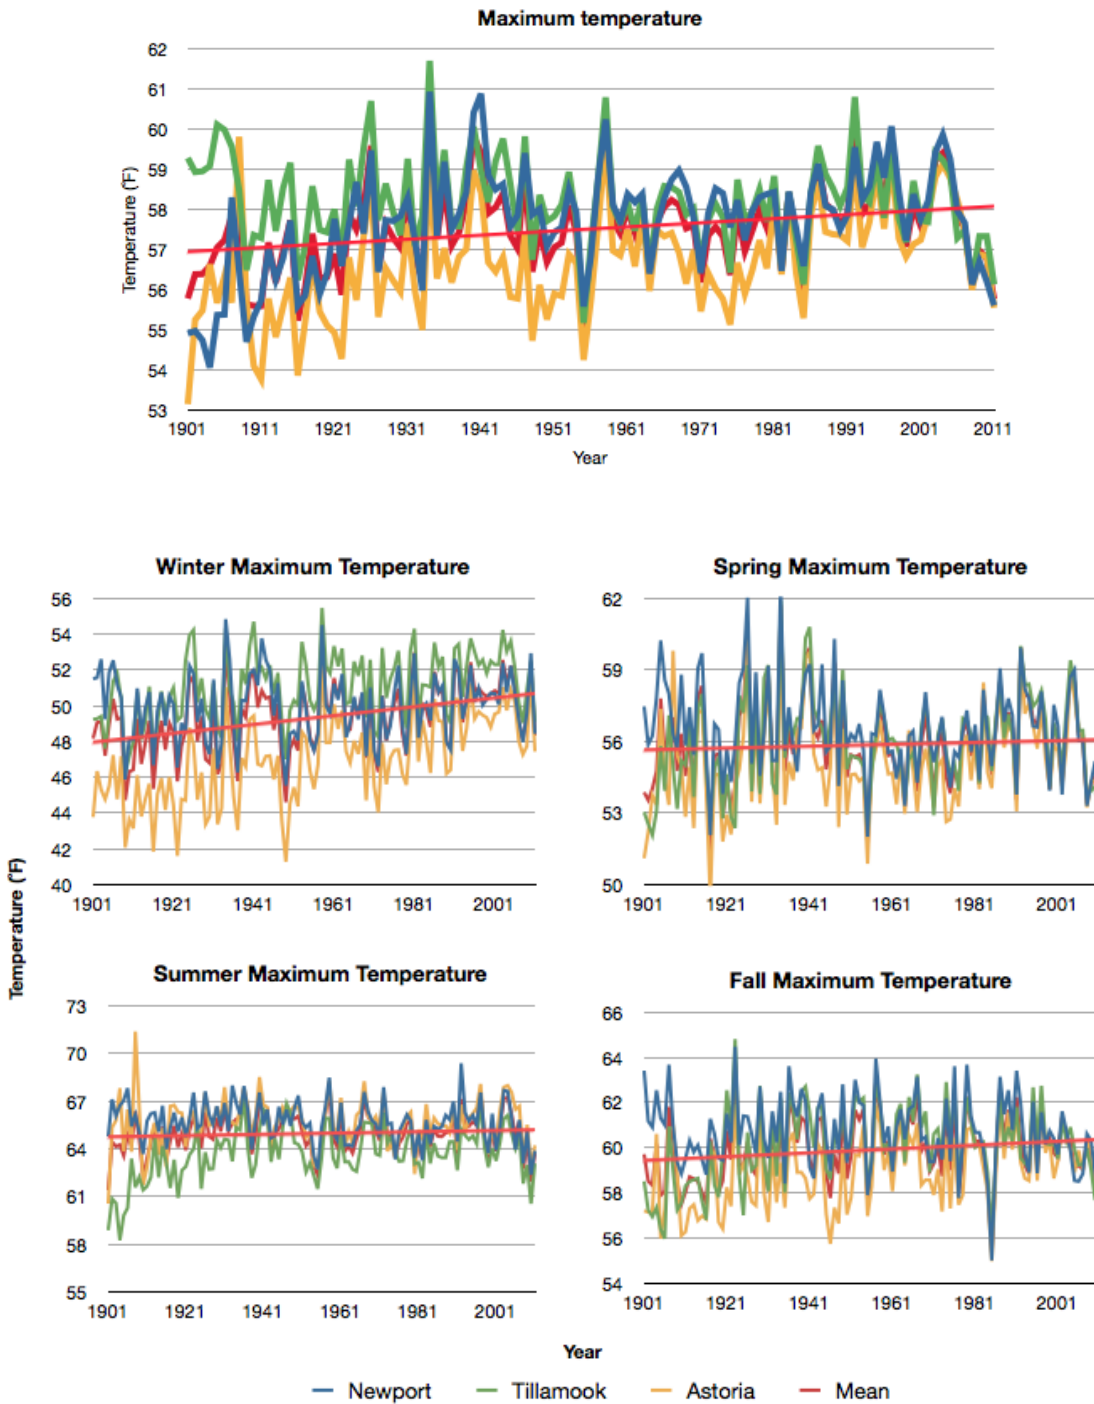 Maximum temperature
62
61
60
59
58
57
56
55
54
53
Temperature (°F)
1901 1911 1921 1931 1941 1951 1961 1971 1981 1991 2001 2011
Year
Winter Maximum Temperature
56
54
52
50
48
46
44
42
40
1901 1921 1941 1961 1981 2001
Spring Maximum Temperature
62
59
56
53
50
1901 1921 1941 1961 1981 2001
Temperature (°F)
Summer Maximum Temperature
73
70
67
64
61
58
55
1901 1921 1941 1961 1981 2001
Fall Maximum Temperature
66
64
62
60
58
56
54
1901 1921 1941 1961 1981 2001
Year
Newport Tillamook Astoria Mean